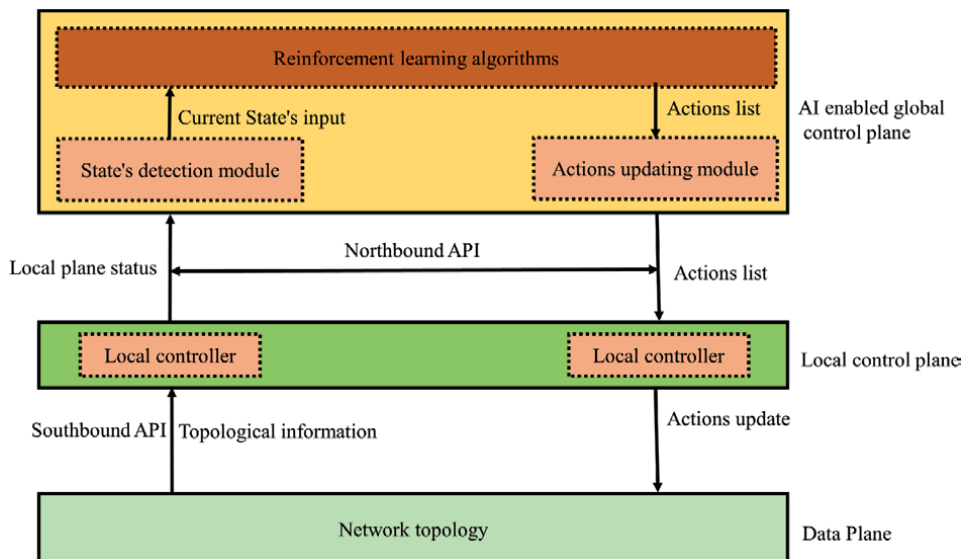 Reinforcement learning algorithms
Current State's input
Actions list
AI enabled global
control plane
State's detection module
Actions updating module
Northbound API
Local plane status
Actions list
Local controller
Local controller
Local control plane
Southbound API
Topological information
Actions update
Network topology
Data Plane